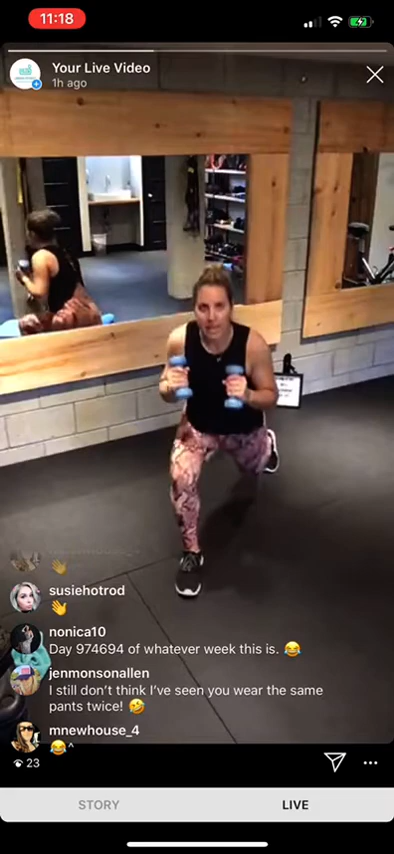 11:18
Your Live Video
1h ago
susiehotrod
👋
nonica10
Day 974694 of whatever week this is. 😂
jenmonsonallen
I still don’t think I’ve seen you wear the
same pants twice! 🤣
mnewhouse_4
😂^
23
STORY
LIVE